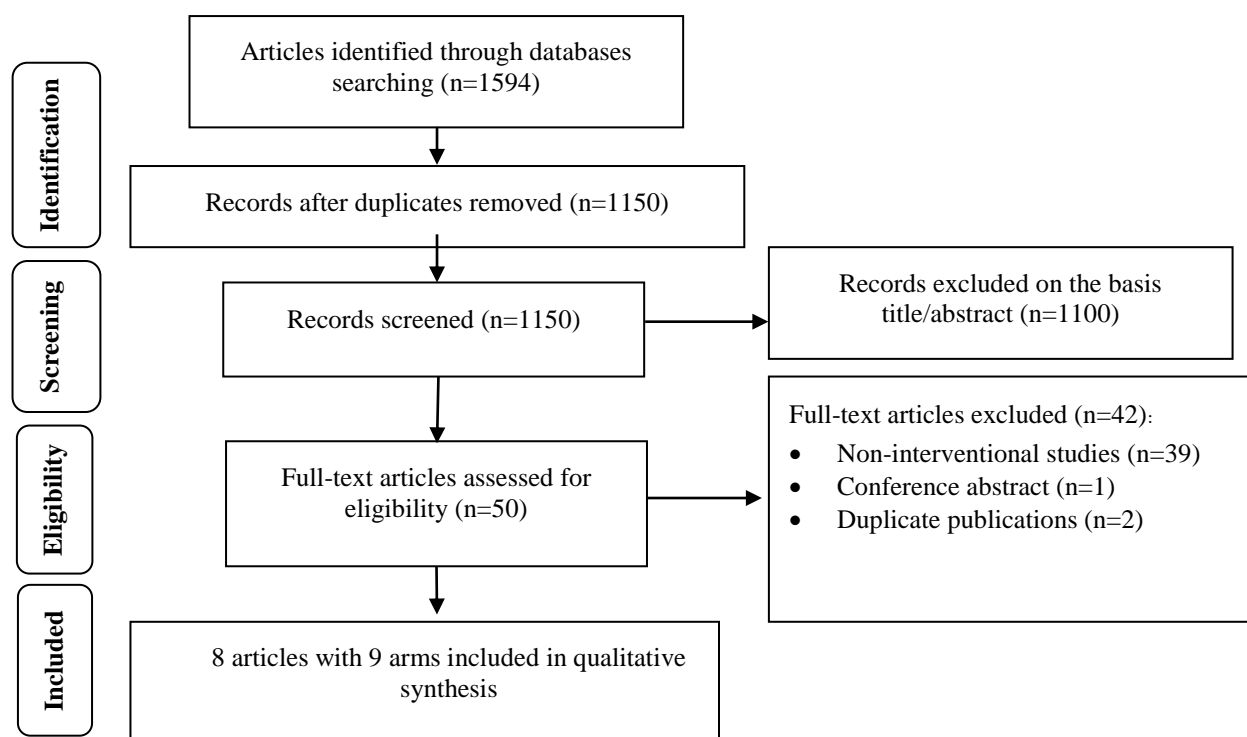 Identification
Articles identified through databases
searching (n=1594)
Records after duplicates removed (n=1150)
Screening
Records screened (n=1150)
Records excluded on the basis
title/abstract (n=1100)
Eligibility
Full-text articles assessed for
eligibility (n=50)
Full-text articles excluded (n=42):
• Non-interventional studies (n=39)
• Conference abstract (n=1)
• Duplicate publications (n=2)
Included
8 articles with 9 arms included in qualitative
synthesis